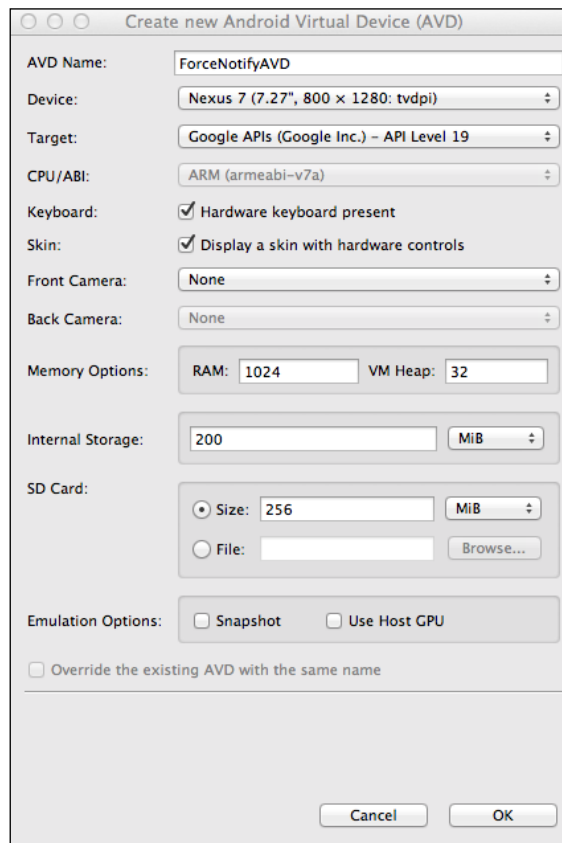 Create new Android Virtual Device (AVD)
AVD Name: ForceNotifyAVD
Device: Nexus 7 (7.27", 800 × 1280: tvdpi)
Target: Google APIs (Google Inc.) – API Level 19
CPU/ABI: ARM (armeabi-v7a)
Keyboard: Hardware keyboard present
Skin: Display a skin with hardware controls
Front Camera: None
Back Camera: None
Memory Options: RAM: 1024 VM Heap: 32
Internal Storage: 200 MiB
SD Card:
Size: 256 MiB
File: Browse...
Emulation Options: Snapshot Use Host GPU
Override the existing AVD with the same name
Cancel OK